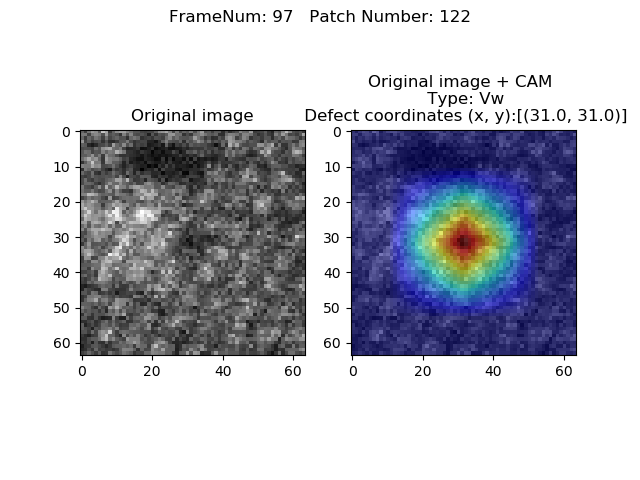 FrameNum: 97   Patch Number: 122
Original image
0
10
20
30
40
50
60
0 20 40 60
Original image + CAM
Type: Vw
Defect coordinates (x, y):[(31.0, 31.0)]
0
10
20
30
40
50
60
0 20 40 60